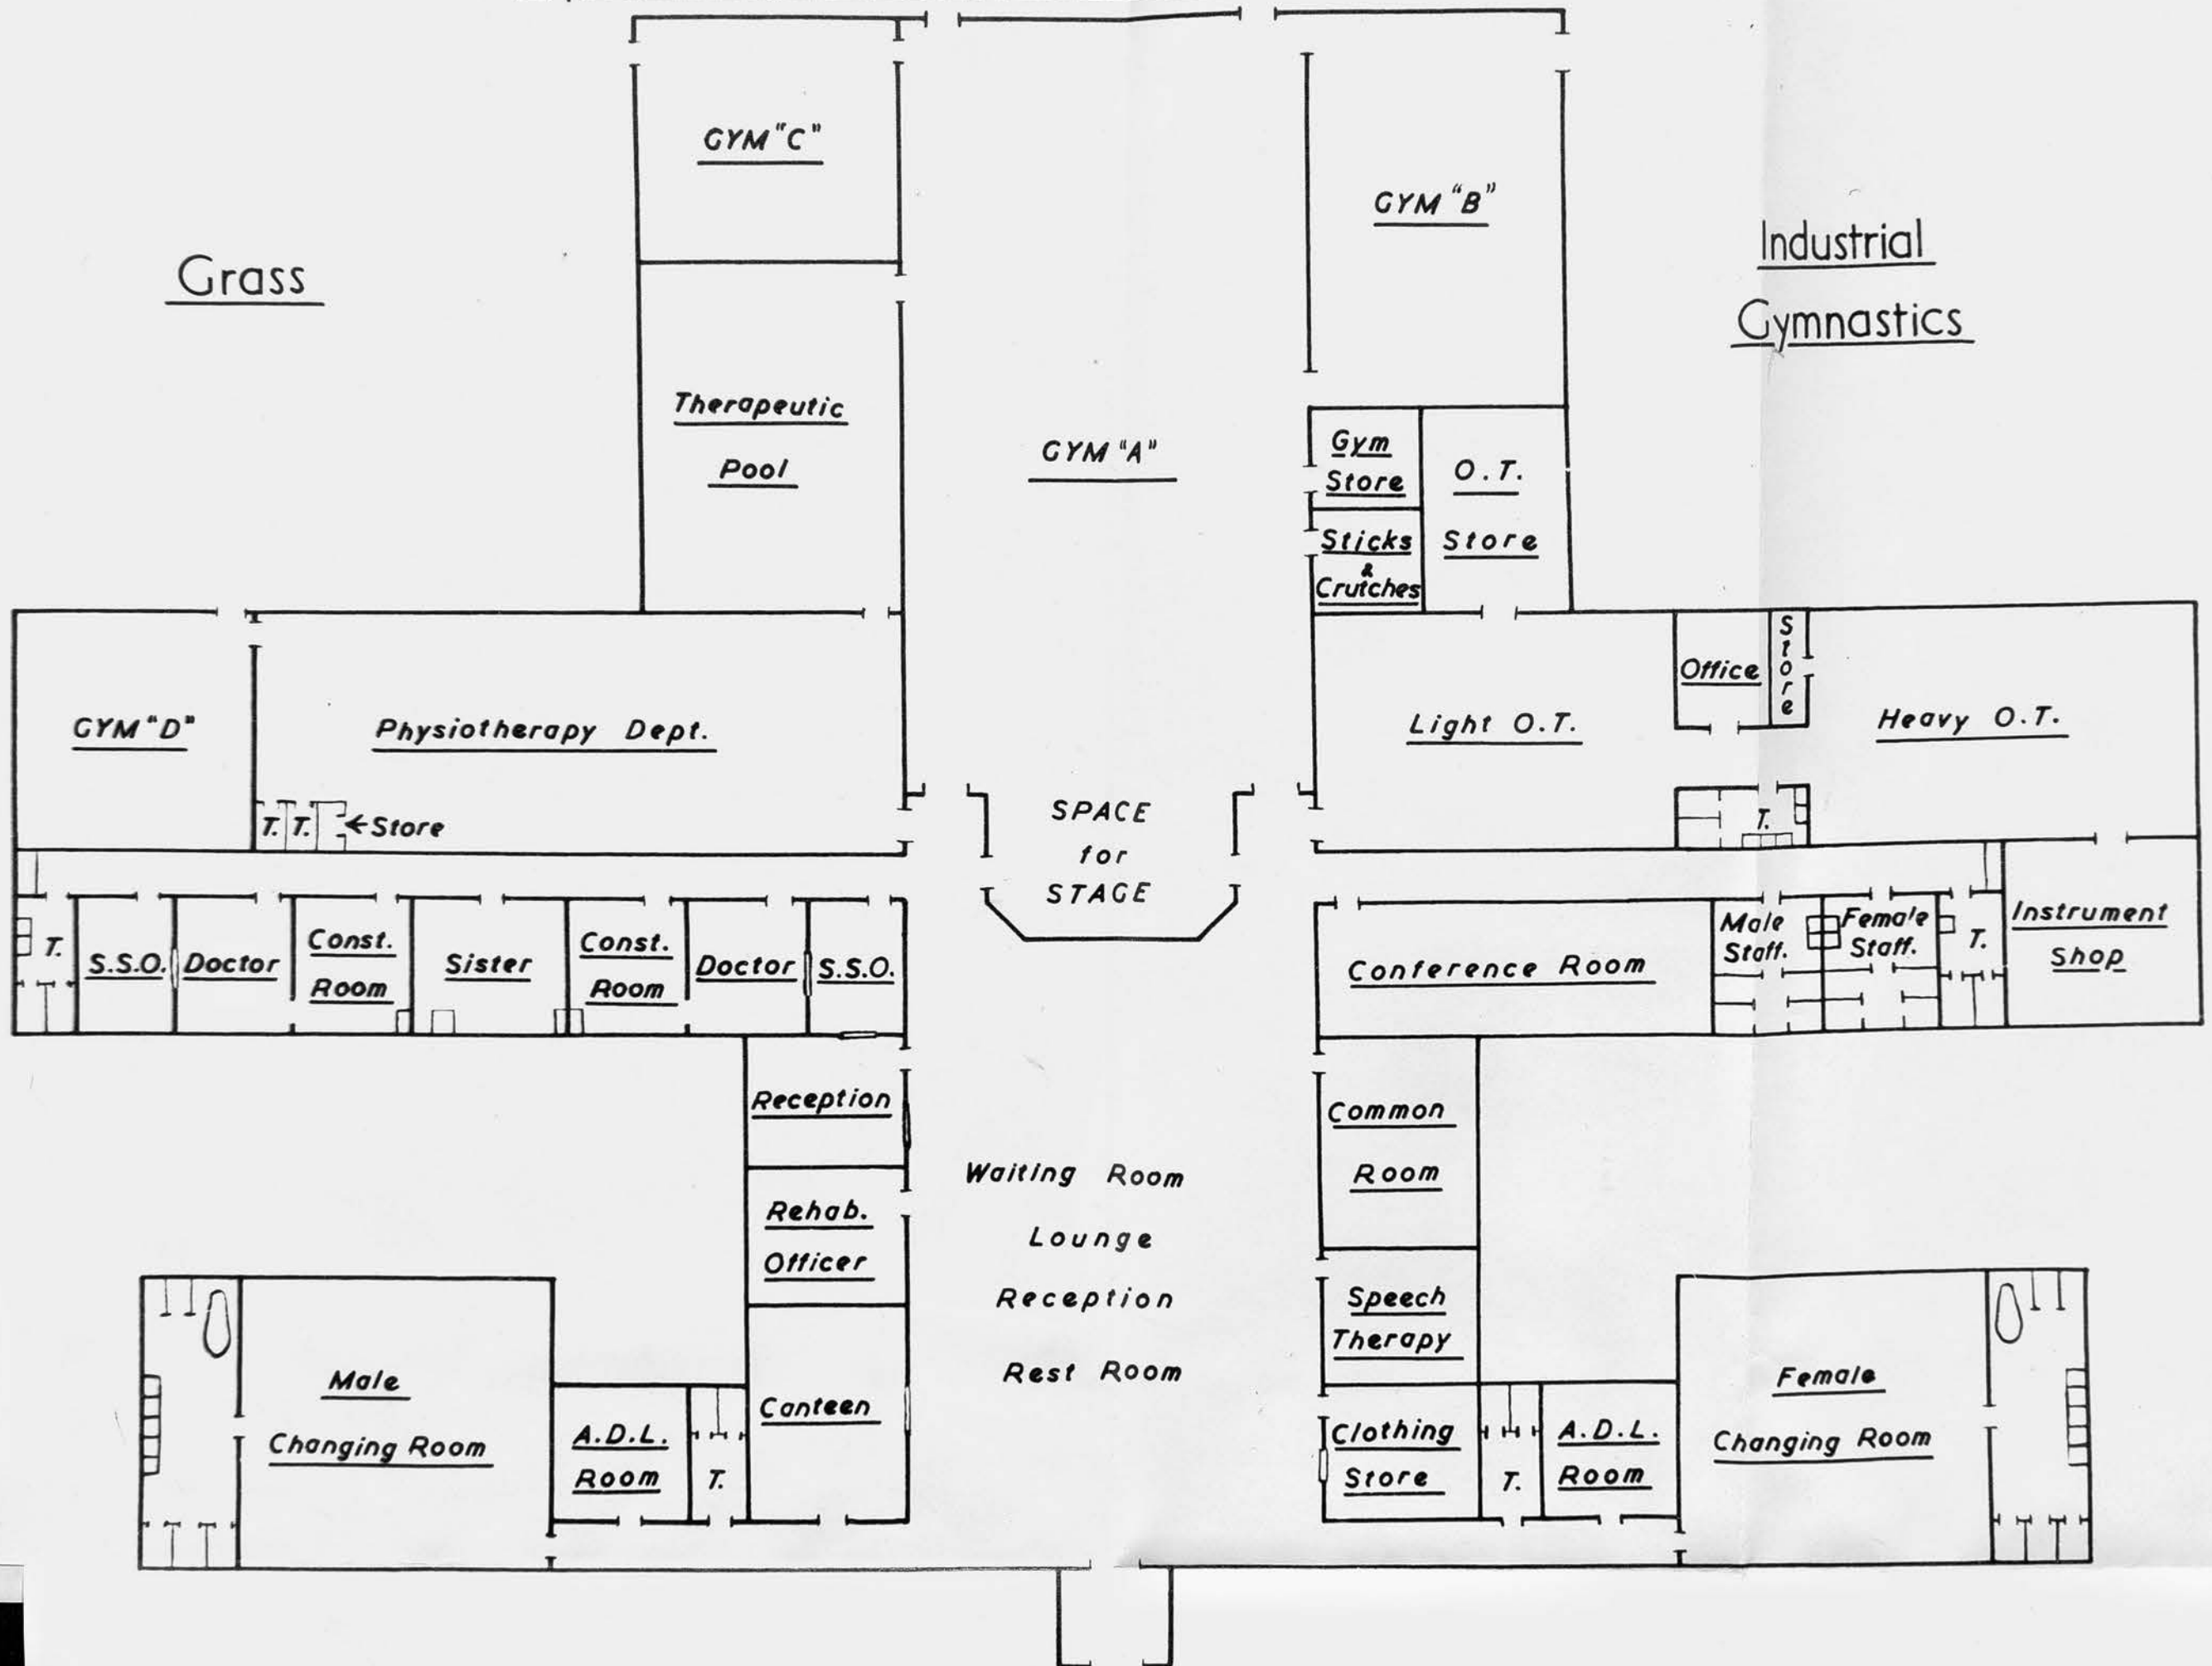 GYM "C"
GYM "B"
Grass
Industrial
Gymnastics
Therapeutic
Pool
GYM "A"
Gym
Store
O.T.
Store
Sticks
&
Crutches
GYM "D"
Physiotherapy Dept.
T. T. ←Store
SPACE
for
STAGE
Light O.T.
Office
Store
Heavy O.T.
T.
T.
S.S.O.
Doctor
Const.
Room
Sister
Const.
Room
Doctor
S.S.O.
Conference Room
Male
Staff.
Female
Staff.
T.
Instrument
Shop
Reception
Rehab.
Officer
Canteen
Waiting Room
Lounge
Reception
Rest Room
Common
Room
Speech
Therapy
Clothing
Store
Male
Changing Room
A.D.L.
Room
T.
T.
A.D.L.
Room
Female
Changing Room